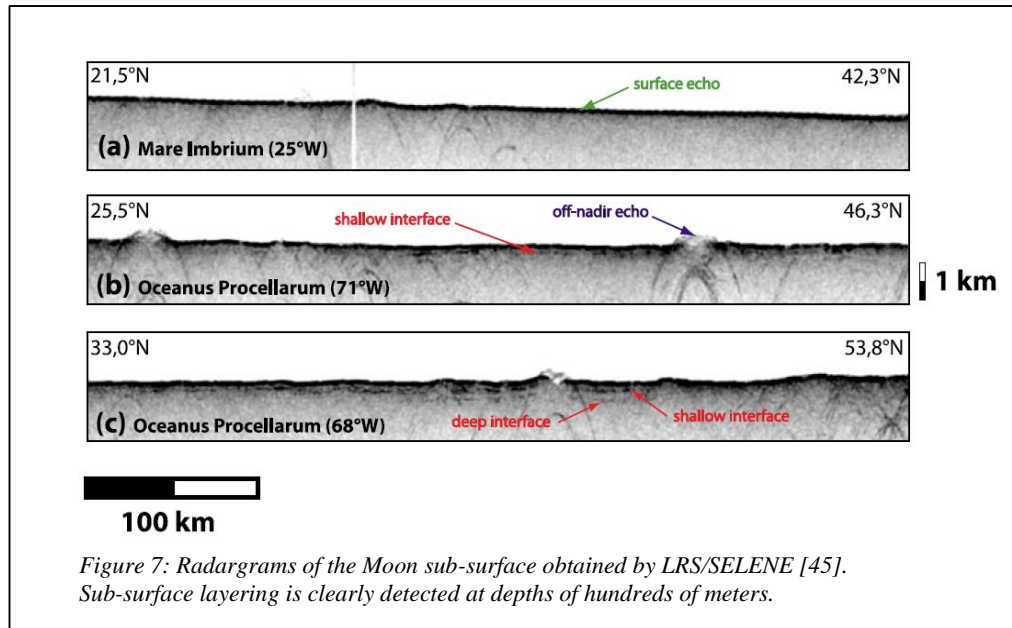 21,5°N 42,3°N
surface echo
(a) Mare Imbrium (25°W)
25,5°N 46,3°N
shallow interface off-nadir echo
(b) Oceanus Procellarum (71°W)
1 km
33,0°N 53,8°N
deep interface shallow interface
(c) Oceanus Procellarum (68°W)
100 km
Figure 7: Radargrams of the Moon sub-surface obtained by LRS/SELENE [45].
Sub-surface layering is clearly detected at depths of hundreds of meters.